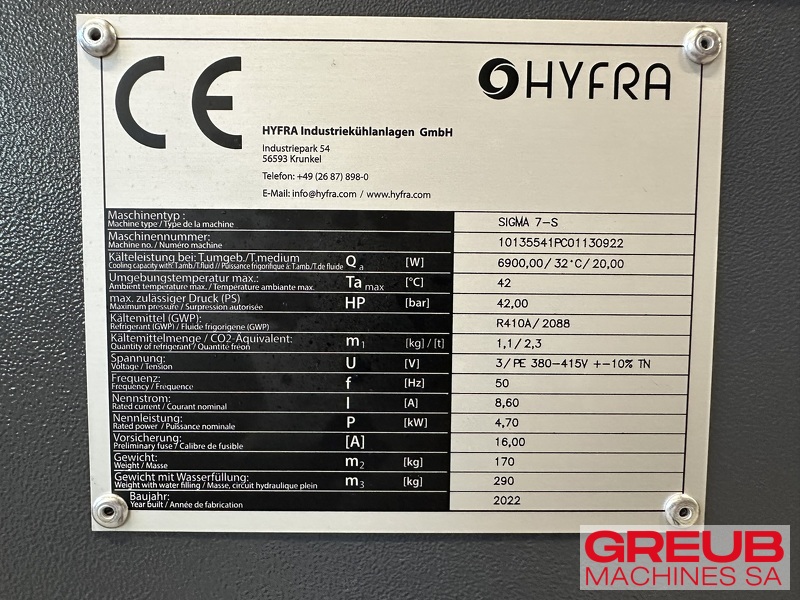 CE
HYFRA
HYFRA Industriekühlanlagen GmbH
Industriepark 54
56593 Krunkel
Telefon: +49 (26 87) 898-0
E-Mail: info@hyfra.com / www.hyfra.com
Maschinentyp : SIGMA 7-S
Machine type / Type de la machine
Maschinennummer: 10135541PC01130922
Machine no. / Numéro machine
Kälteleistung bei: T.umgeb./T.medium Q a [W] 6900,00/32°C/20,00
Cooling capacity with T.amb./T.fluid // Puissance frigorifique à: T.amb./T.de fluide
Umgebungstemperatur max.: Ta max [°C] 42
Ambient temperature max. / Temperature ambiante max.
max. zulässiger Druck (PS) HP [bar] 42,00
Maximum pressure / Surpression autorisée
Kältemittel (GWP): R410A/2088
Refrigerant (GWP) / Fluide frigorigene (GWP)
Kältemittelmenge / CO2-Äquivalent: m1 [kg] / [t] 1,1/2,3
Quantity of refrigerant / Quantite freon
Spannung: U [V] 3/PE 380-415V +-10% TN
Voltage / Tension
Frequenz: f [Hz] 50
Frequency / Frequence
Nennstrom: I [A] 8,60
Rated current / Courant nominal
Nennleistung: P [kW] 4,70
Rated power / Puissance nominale
Vorsicherung: [A] 16,00
Preliminary fuse / Calibre de fusible
Gewicht: m2 [kg] 170
Weight / Masse
Gewicht mit Wasserfüllung: m3 [kg] 290
Weight with water filling / Masse, circuit hydraulique plein
Baujahr: 2022
Year built / Année de fabrication
GREUB
MACHINES SA